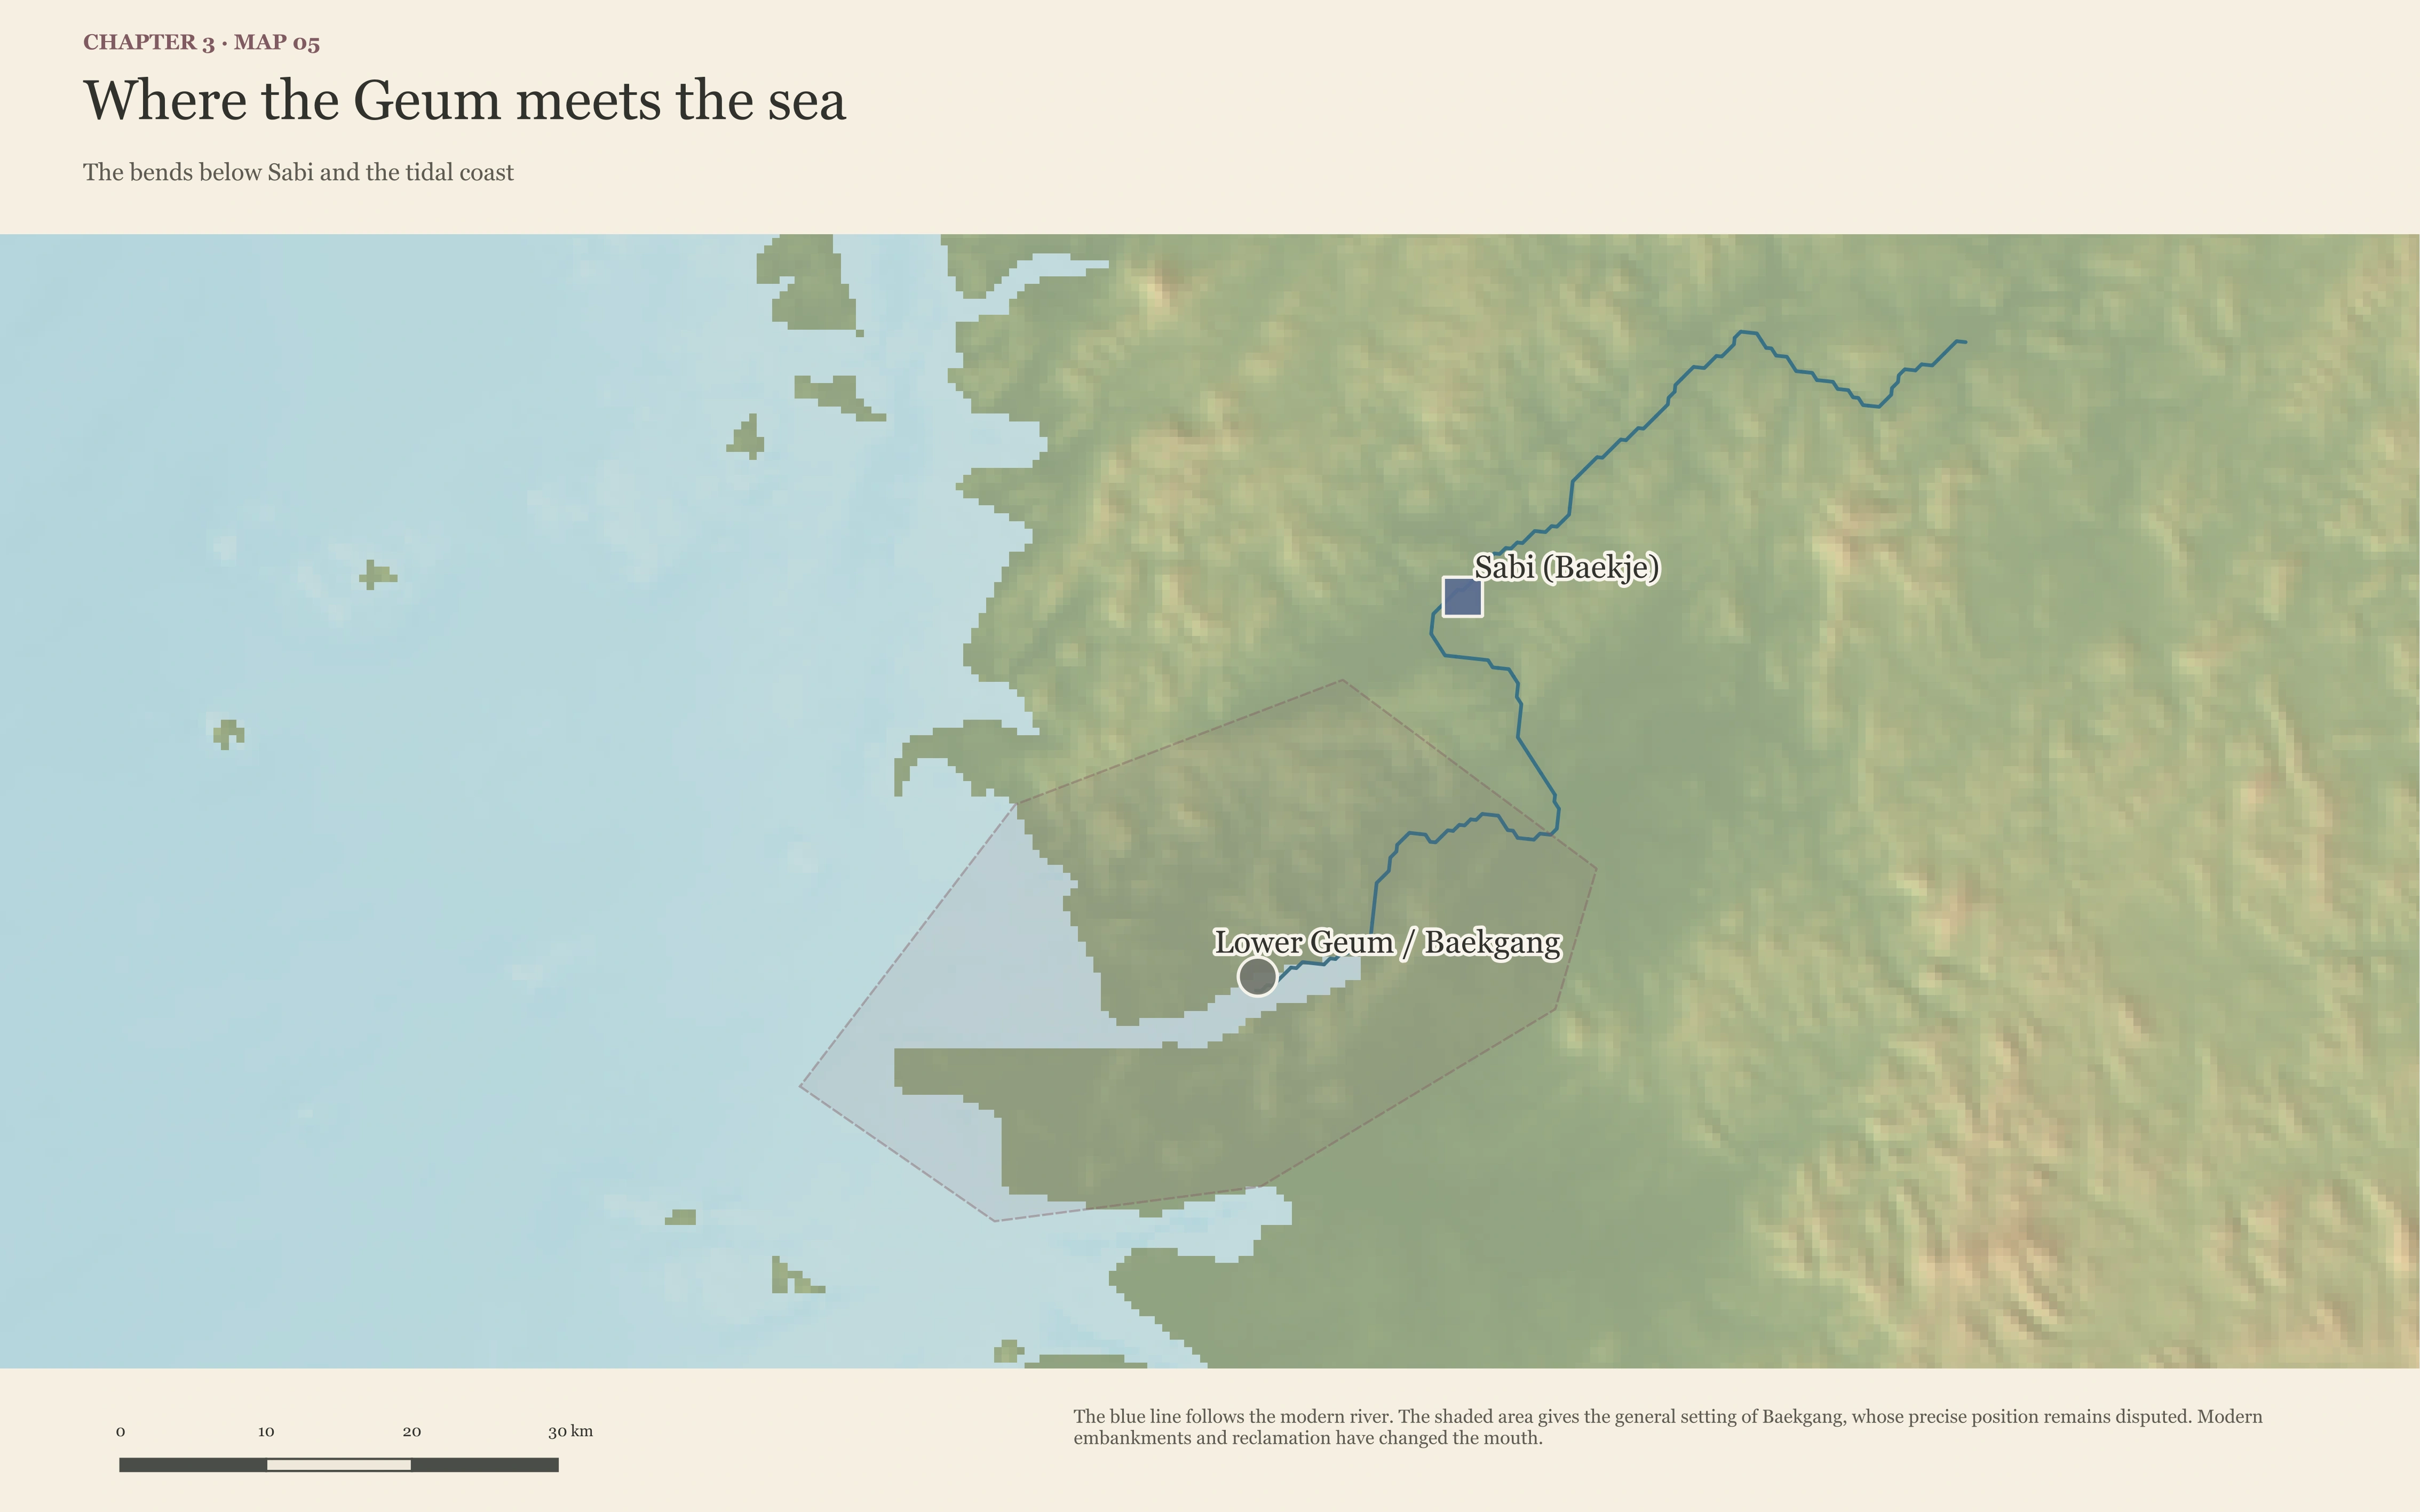 CHAPTER 3 · MAP 05
Where the Geum meets the sea
The bends below Sabi and the tidal coast
Sabi (Baekje)
Lower Geum / Baekgang
0 10 20 30 km
The blue line follows the modern river. The shaded area gives the general setting of Baekgang, whose precise position remains disputed. Modern
embankments and reclamation have changed the mouth.